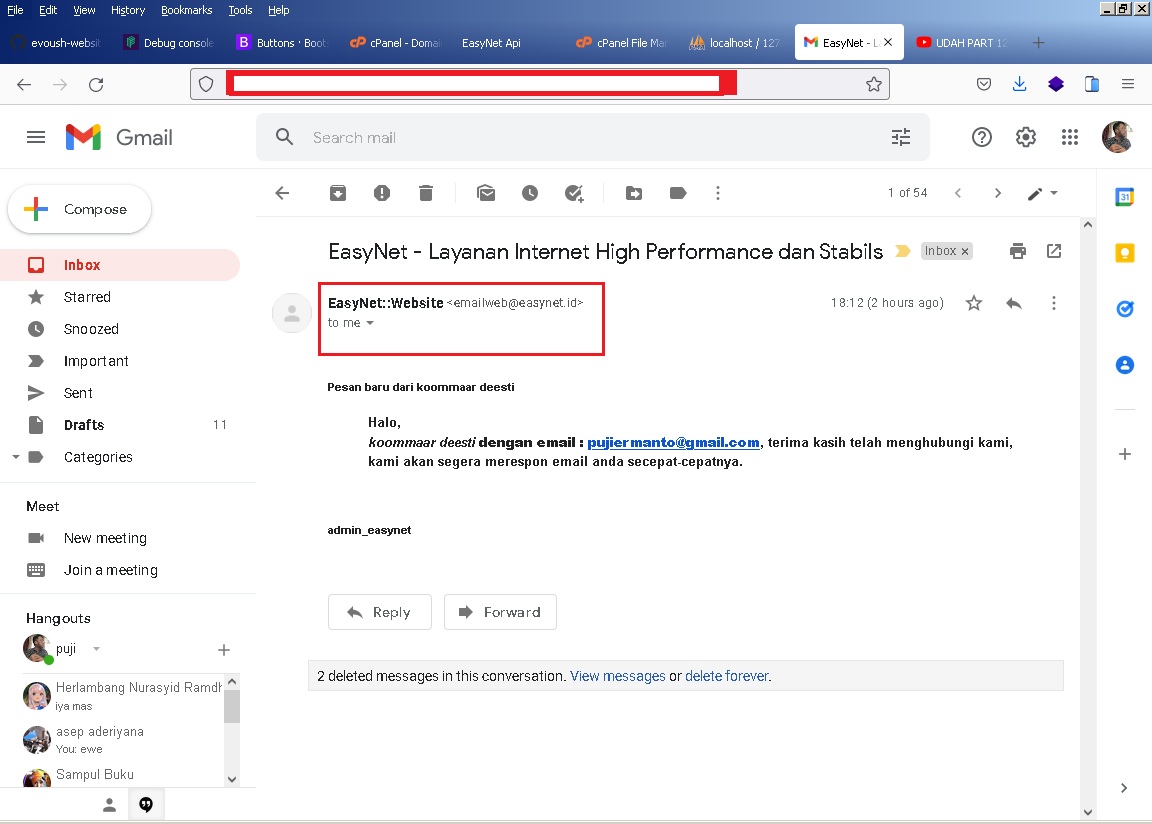 File Edit View History Bookmarks Tools Help
evoush-websit Debug console Buttons · Boots cPanel - Domai EasyNet Api cPanel File Mar localhost / 127 EasyNet - La UDAH PART 12
Gmail Search mail
Compose 1 of 54 31
EasyNet - Layanan Internet High Performance dan Stabils Inbox ×
Inbox
Starred
Snoozed
Important
Sent
Drafts 11
Categories
EasyNet::Website <emailweb@easynet.id> 18:12 (2 hours ago)
to me
Pesan baru dari koommaar deesti
Halo,
koommaar deesti dengan email : pujiermanto@gmail.com, terima kasih telah menghubungi kami,
kami akan segera merespon email anda secepat-cepatnya.
admin_easynet
Reply Forward
2 deleted messages in this conversation. View messages or delete forever.
Meet
New meeting
Join a meeting
Hangouts
puji
Herlambang Nurasyid Ramdh
iya mas
asep aderiyana
You: ewe
Sampul Buku